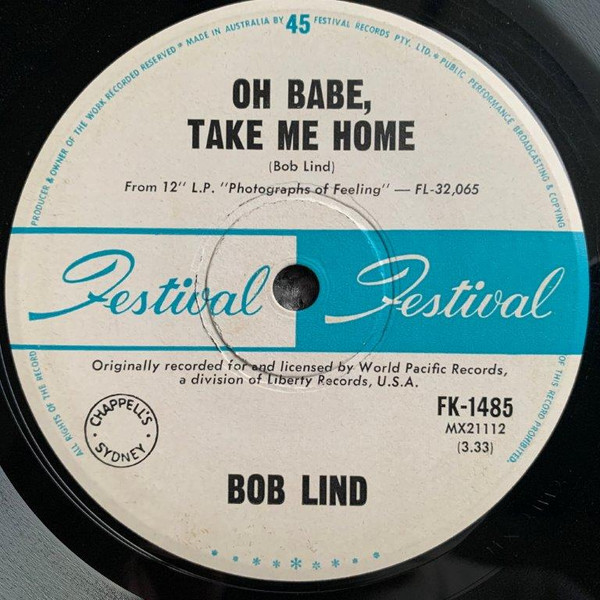 PRODUCER & OWNER OF THE WORK RECORDED RESERVED * MADE IN AUSTRALIA BY 45 FESTIVAL RECORDS PTY. LTD. * PUBLIC PERFORMANCE BROADCASTING & COPYING
OH BABE,
TAKE ME HOME
(Bob Lind)
From 12" L.P. "Photographs of Feeling" — FL-32,065
Festival Festival
Originally recorded for and licensed by World Pacific Records,
a division of Liberty Records, U.S.A.
FK-1485
MX21112
(3.33)
CHAPPELL'S
• SYDNEY •
BOB LIND
ALL RIGHTS OF THE RECORD
OF THIS RECORD PROHIBITED.